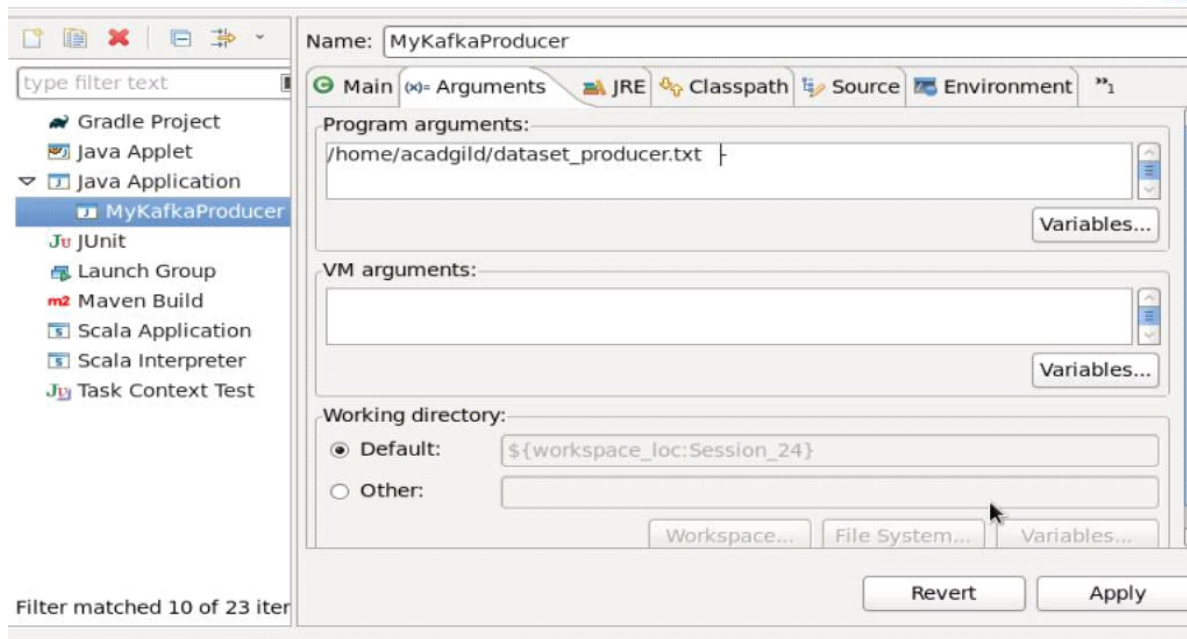 type filter text
Gradle Project
Java Applet
Java Application
MyKafkaProducer
JUnit
Launch Group
Maven Build
Scala Application
Scala Interpreter
Task Context Test
Filter matched 10 of 23 iter
Name: MyKafkaProducer
Main (x)= Arguments JRE Classpath Source Environment »1
Program arguments:
/home/acadgild/dataset_producer.txt -
Variables...
VM arguments:
Variables...
Working directory:
Default: ${workspace_loc:Session_24}
Other:
Workspace... File System... Variables...
Revert Apply